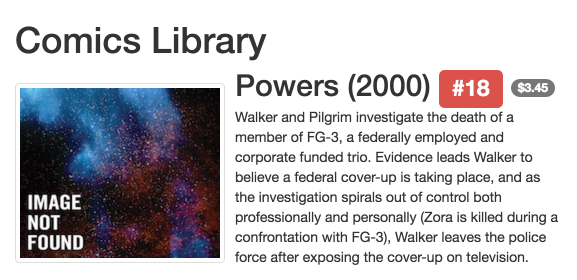 Comics Library
Powers (2000) #18 $3.45
Walker and Pilgrim investigate the death of a
member of FG-3, a federally employed and
corporate funded trio. Evidence leads Walker to
believe a federal cover-up is taking place, and as
the investigation spirals out of control both
professionally and personally (Zora is killed during a
confrontation with FG-3), Walker leaves the police
force after exposing the cover-up on television.
IMAGE
NOT
FOUND